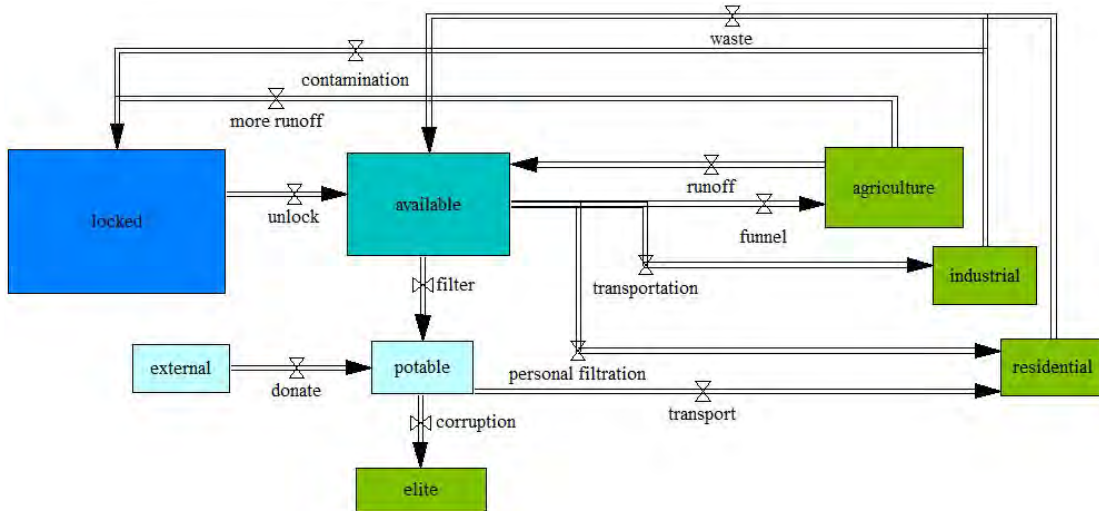 waste
contamination
more runoff
locked
unlock
available
runoff
agriculture
funnel
filter
transportation
industrial
external
donate
potable
personal filtration
residential
transport
corruption
elite